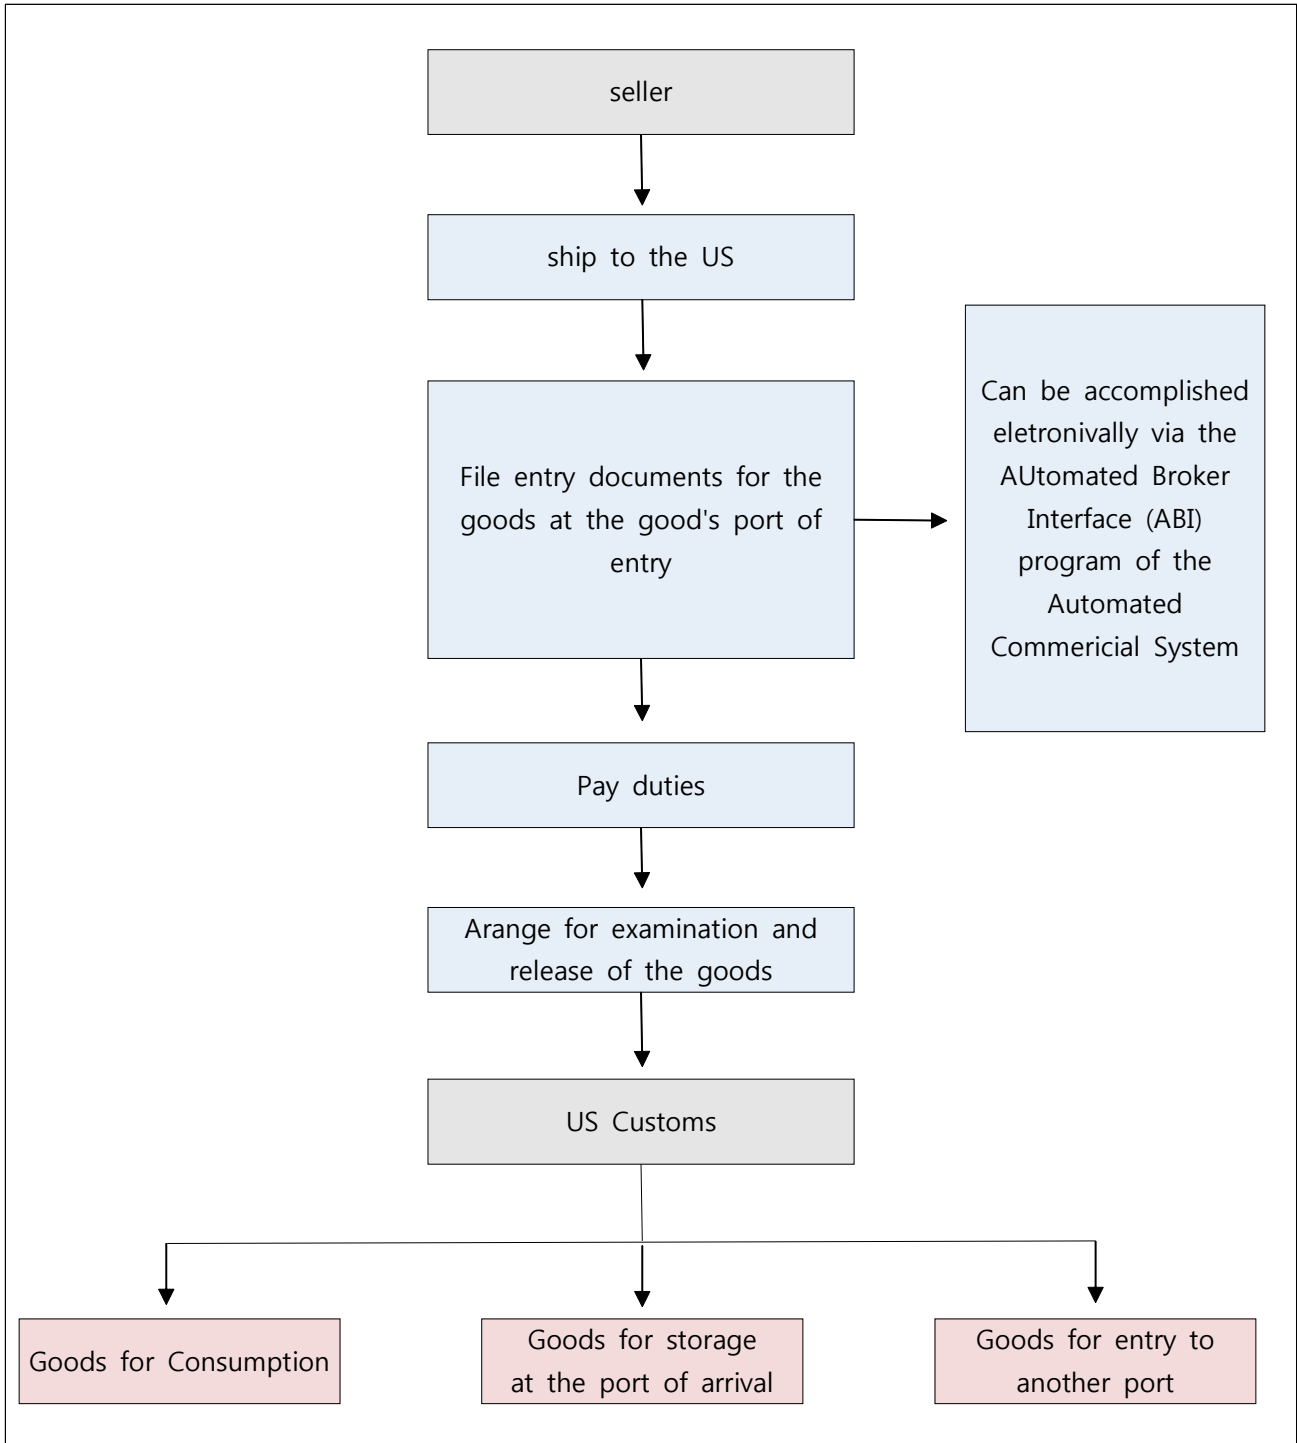 seller
ship to the US
File entry documents for the
goods at the good's port of
entry
Can be accomplished
eletronivally via the
AUtomated Broker
Interface (ABI)
program of the
Automated
Commericial System
Pay duties
Arange for examination and
release of the goods
US Customs
Goods for Consumption
Goods for storage
at the port of arrival
Goods for entry to
another port